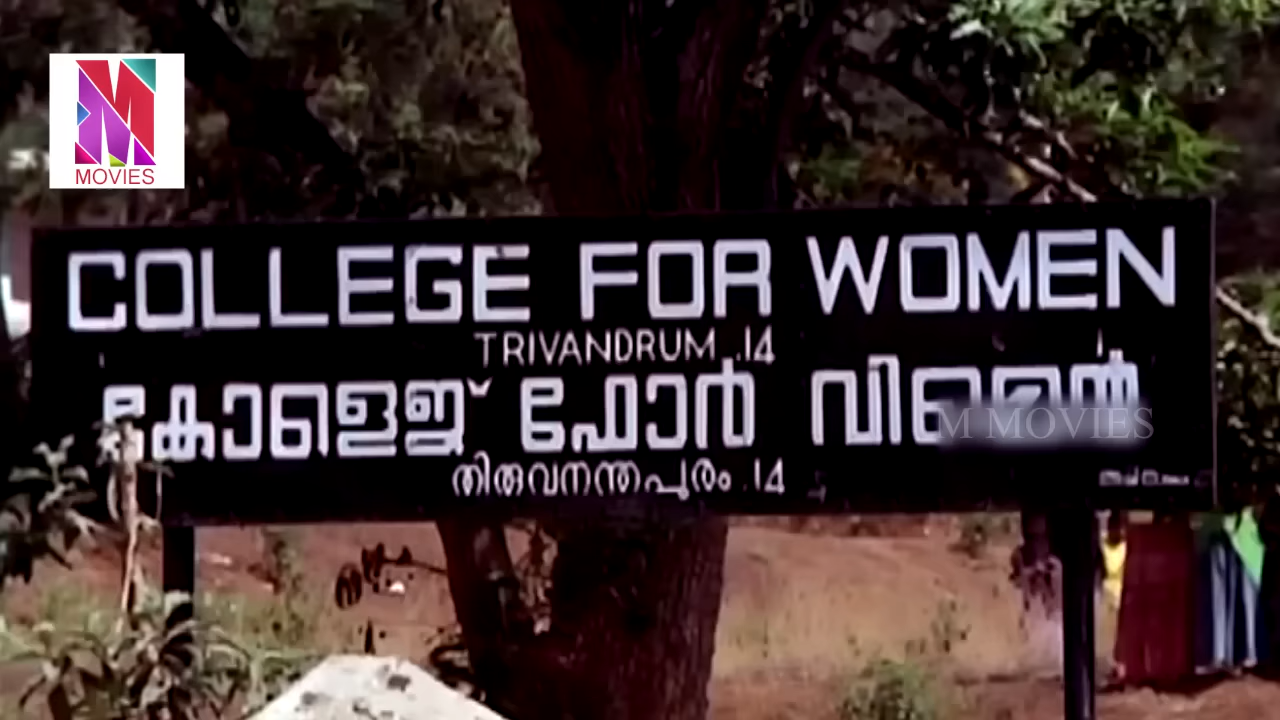 MOVIES
COLLEGE FOR WOMEN
TRIVANDRUM .14
കോളെജ് ഫോർ വിമെൻ
M MOVIES
തിരുവനന്തപുരം .14